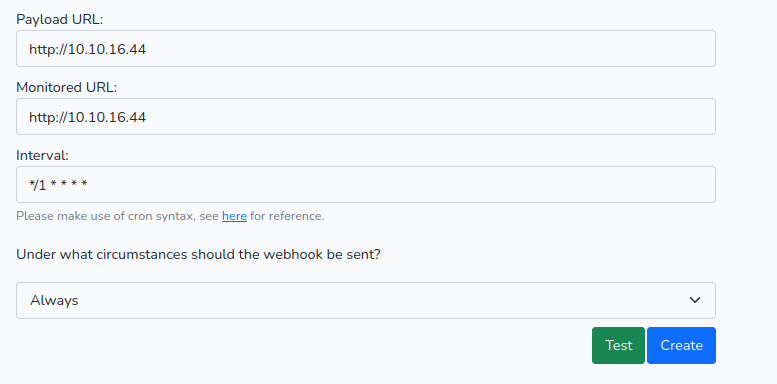 Payload URL:
http://10.10.16.44
Monitored URL:
http://10.10.16.44
Interval:
*/1 * * * *
Please make use of cron syntax, see here for reference.
Under what circumstances should the webhook be sent?
Always
Test Create